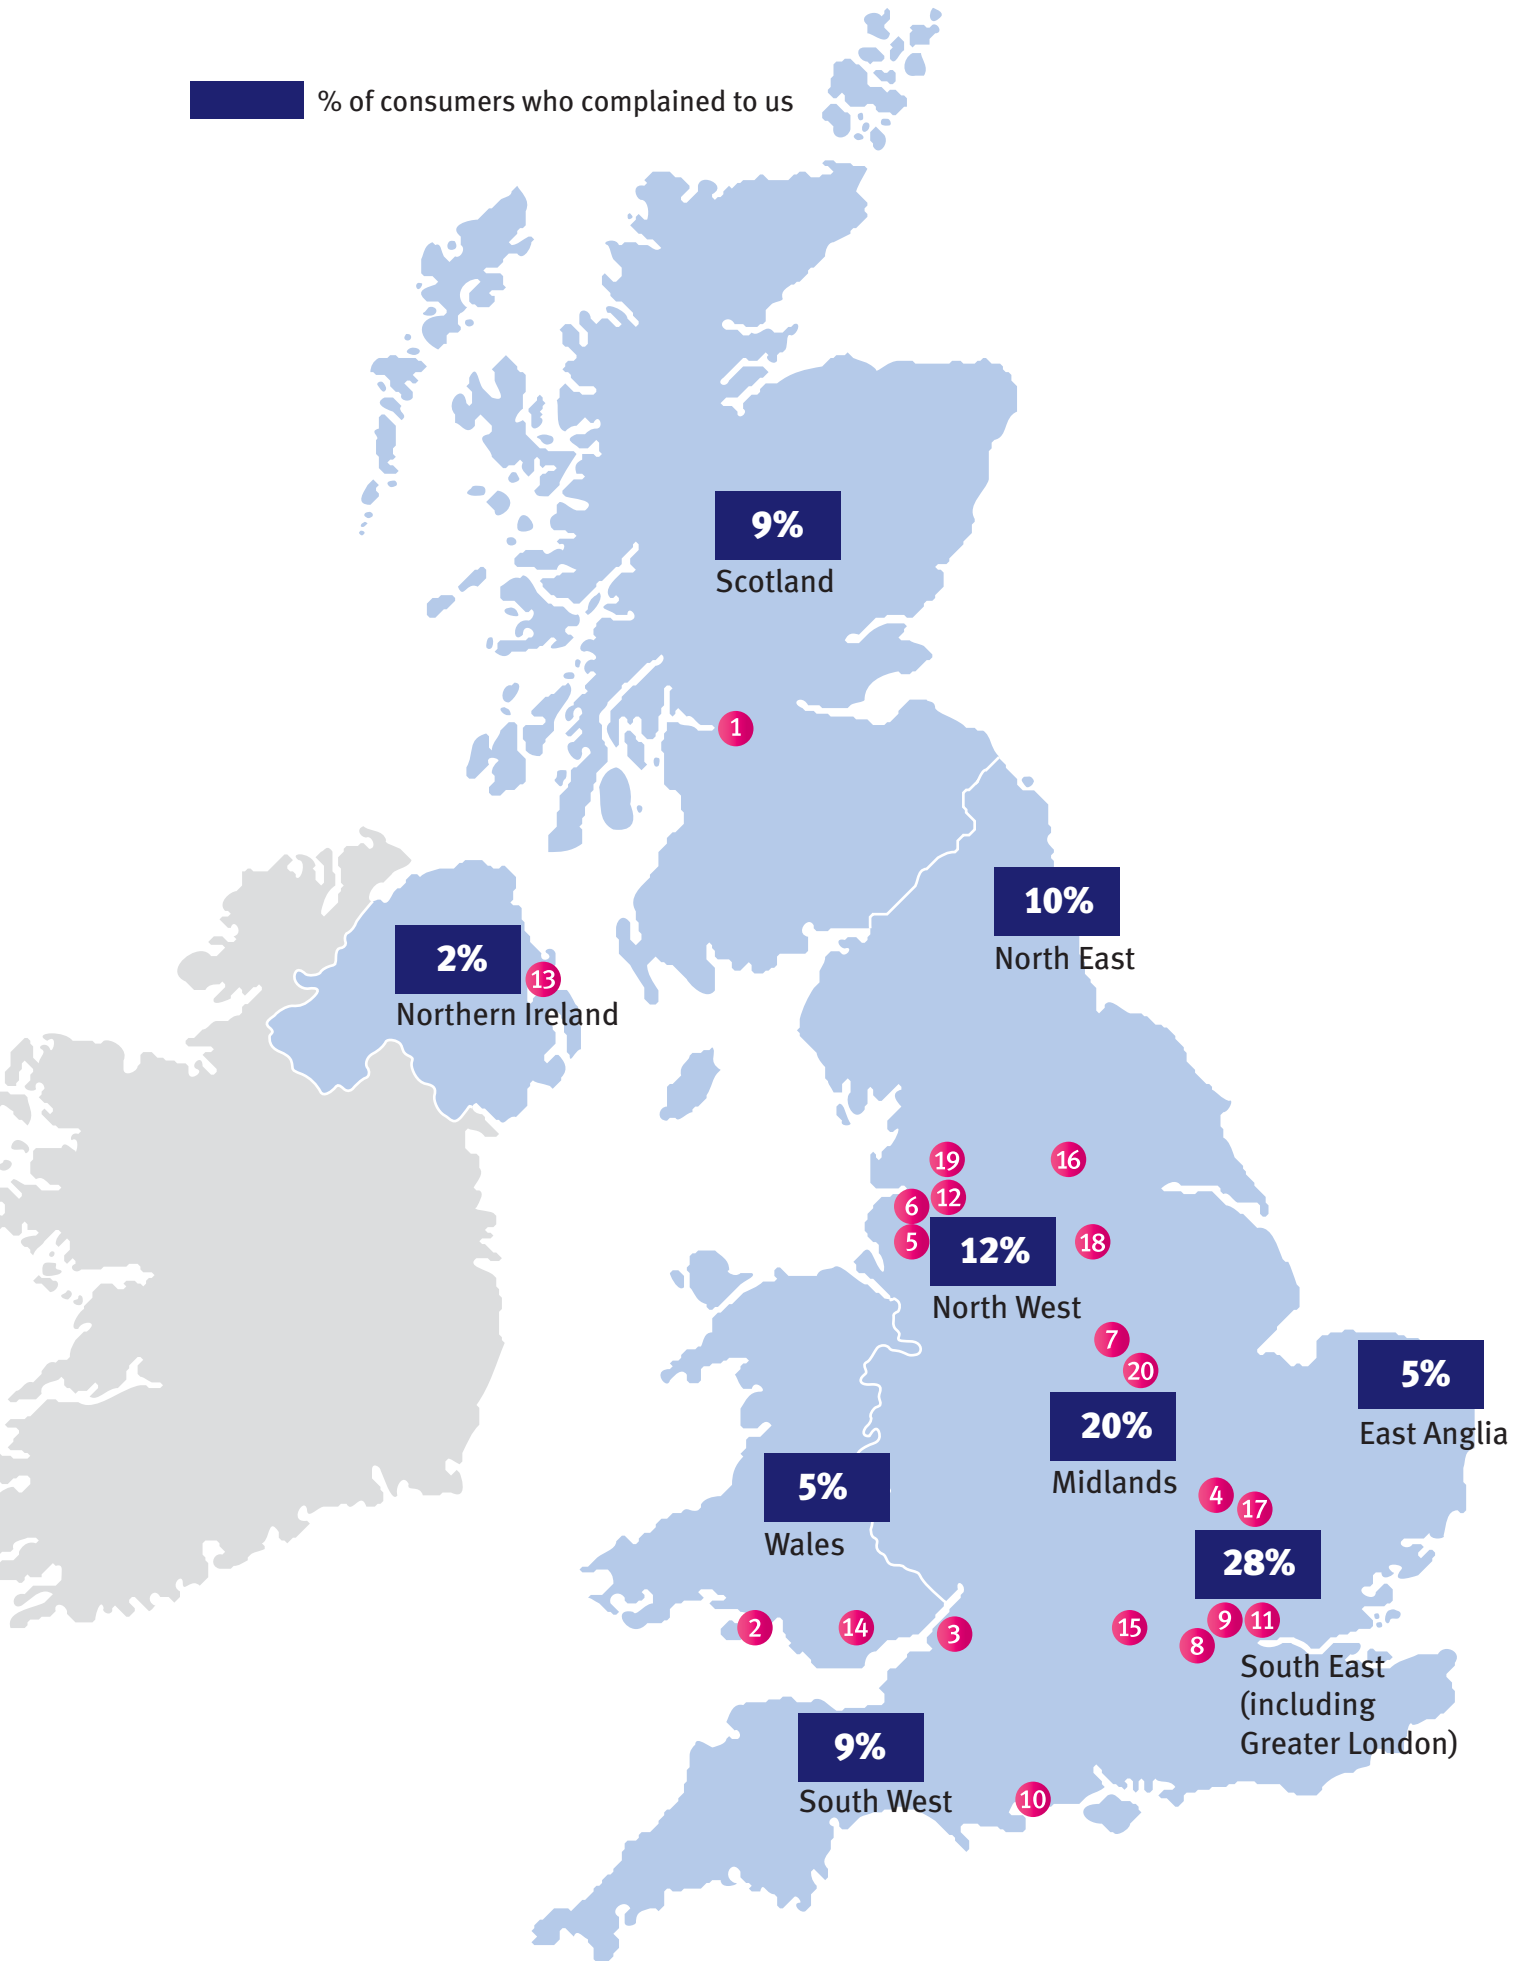 % of consumers who complained to us
9%
Scotland
1
10%
North East
2%
13
Northern Ireland
19
16
6
12
5
12%
18
North West
7
20
5%
East Anglia
20%
Midlands
5%
Wales
4
17
28%
2
14
3
15
9
11
8
South East
(including
Greater London)
9%
South West
10